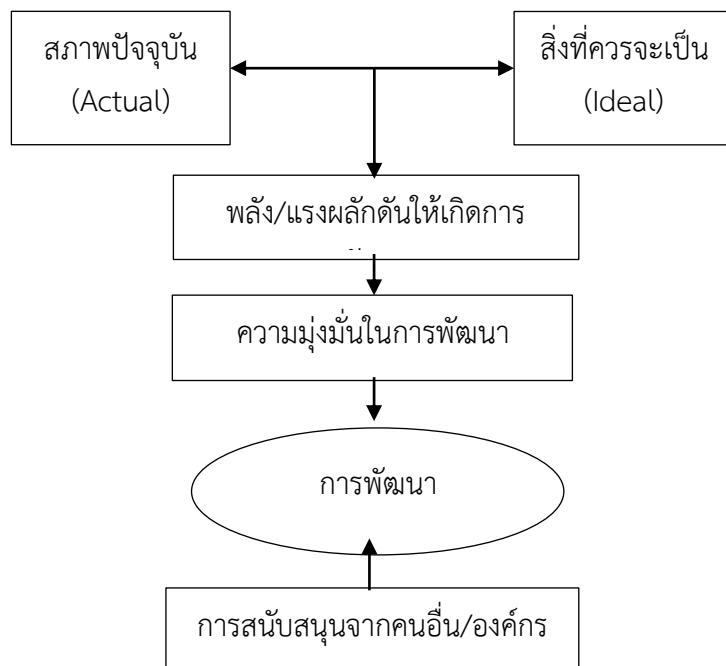 สภาพปัจจุบัน
(Actual)
สิ่งที่ควรจะเป็น
(Ideal)
พลัง/แรงผลักดันให้เกิดการ
ความมุ่งมั่นในการพัฒนา
การพัฒนา
การสนับสนุนจากคนอื่น/องค์กร